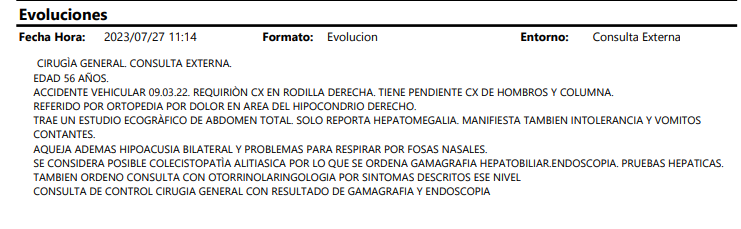 Evoluciones
Fecha Hora: 2023/07/27 11:14 Formato: Evolucion Entorno: Consulta Externa
CIRUGÌA GENERAL. CONSULTA EXTERNA.
EDAD 56 AÑOS.
ACCIDENTE VEHICULAR 09.03.22. REQUIRIÒN CX EN RODILLA DERECHA. TIENE PENDIENTE CX DE HOMBROS Y COLUMNA.
REFERIDO POR ORTOPEDIA POR DOLOR EN AREA DEL HIPOCONDRIO DERECHO.
TRAE UN ESTUDIO ECOGRÀFICO DE ABDOMEN TOTAL. SOLO REPORTA HEPATOMEGALIA. MANIFIESTA TAMBIEN INTOLERANCIA Y VOMITOS
CONTANTES.
AQUEJA ADEMAS HIPOACUSIA BILATERAL Y PROBLEMAS PARA RESPIRAR POR FOSAS NASALES.
SE CONSIDERA POSIBLE COLECISTOPATÌA ALITIASICA POR LO QUE SE ORDENA GAMAGRAFIA HEPATOBILIAR.ENDOSCOPIA. PRUEBAS HEPATICAS.
TAMBIEN ORDENO CONSULTA CON OTORRINOLARINGOLOGIA POR SINTOMAS DESCRITOS ESE NIVEL
CONSULTA DE CONTROL CIRUGIA GENERAL CON RESULTADO DE GAMAGRAFIA Y ENDOSCOPIA